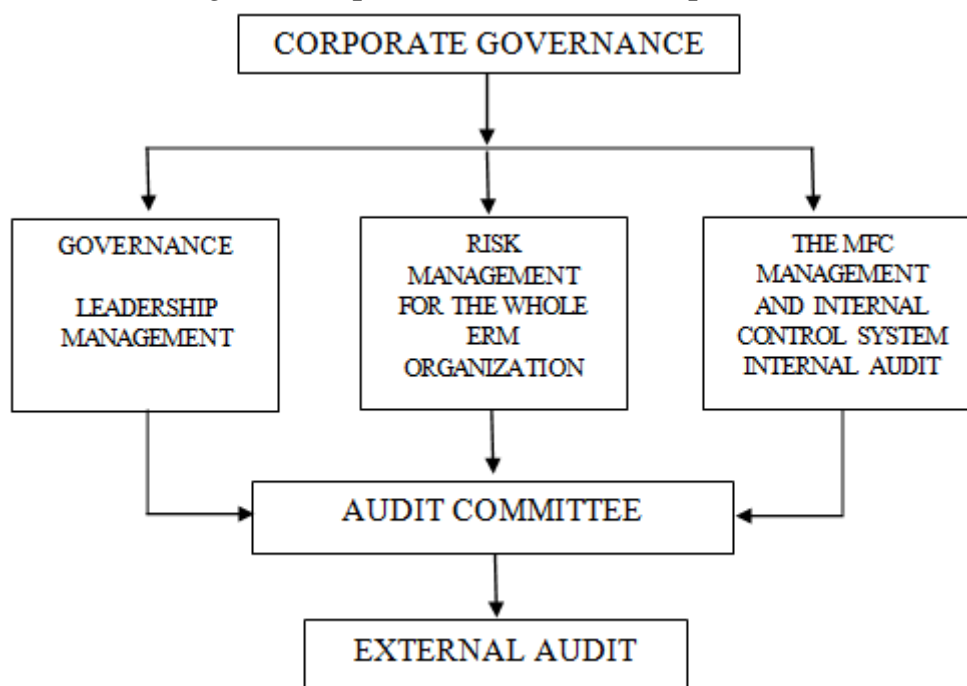 CORPORATE GOVERNANCE
GOVERNANCE
LEADERSHIP
MANAGEMENT
RISK
MANAGEMENT
FOR THE WHOLE
ERM
ORGANIZATION
THE MFC
MANAGEMENT
AND INTERNAL
CONTROL SYSTEM
INTERNAL AUDIT
AUDIT COMMITTEE
EXTERNAL AUDIT